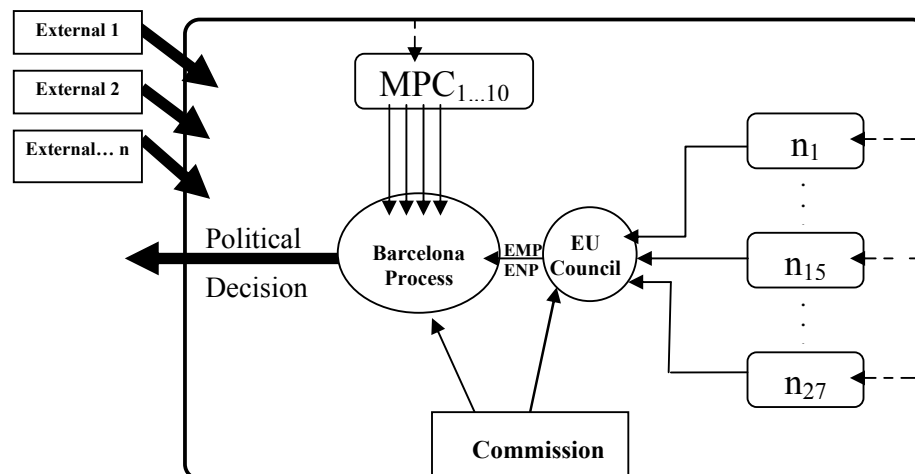 External 1
External 2
External… n
MPC1...10
n1
Political
Decision
Barcelona
Process
EMP
ENP
EU
Council
n15
n27
Commission